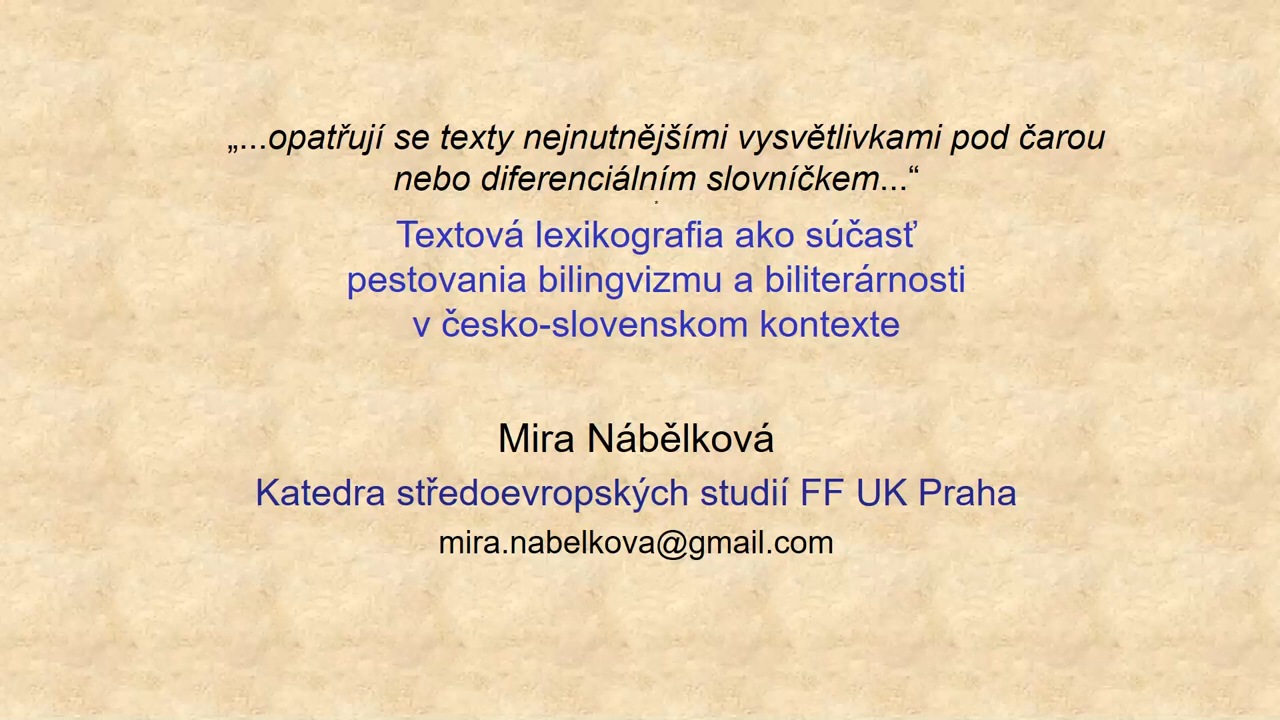 „...opatřují se texty nejnutnějšími vysvětlivkami pod čarou
nebo diferenciálním slovníčkem...“
*
Textová lexikografia ako súčasť
pestovania bilingvizmu a biliterárnosti
v česko-slovenskom kontexte
Mira Nábělková
Katedra středoevropských studií FF UK Praha
mira.nabelkova@gmail.com